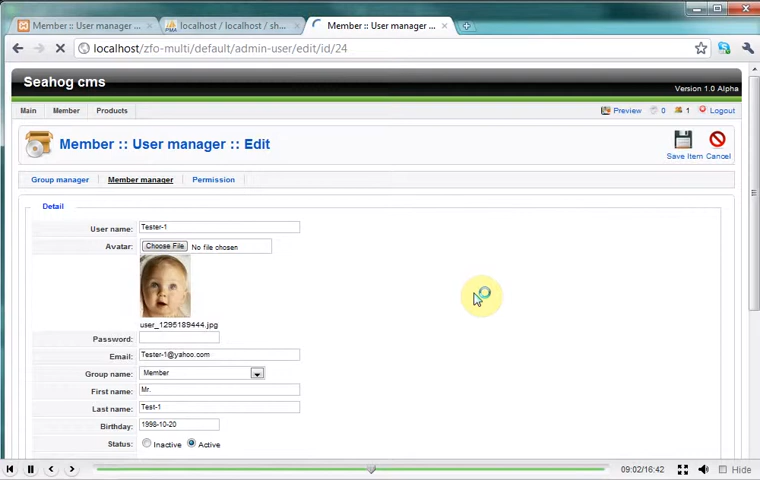 Member :: User manager ...
localhost / localhost / sh...
Member :: User manage...
localhost/zfo-multi/default/admin-user/edit/id/24
Seahog cms
Version 1.0 Alpha
Main Member Products Preview 0 1 Logout
Member :: User manager :: Edit
Save Item Cancel
Group manager Member manager Permission
Detail
User name: Tester-1
Avatar: Choose File No file chosen
user_1295189444.jpg
Password:
Email: Tester-1@yahoo.com
Group name: Member
First name: Mr.
Last name: Test-1
Birthday: 1998-10-20
Status: Inactive Active
09:02/16:42 Hide